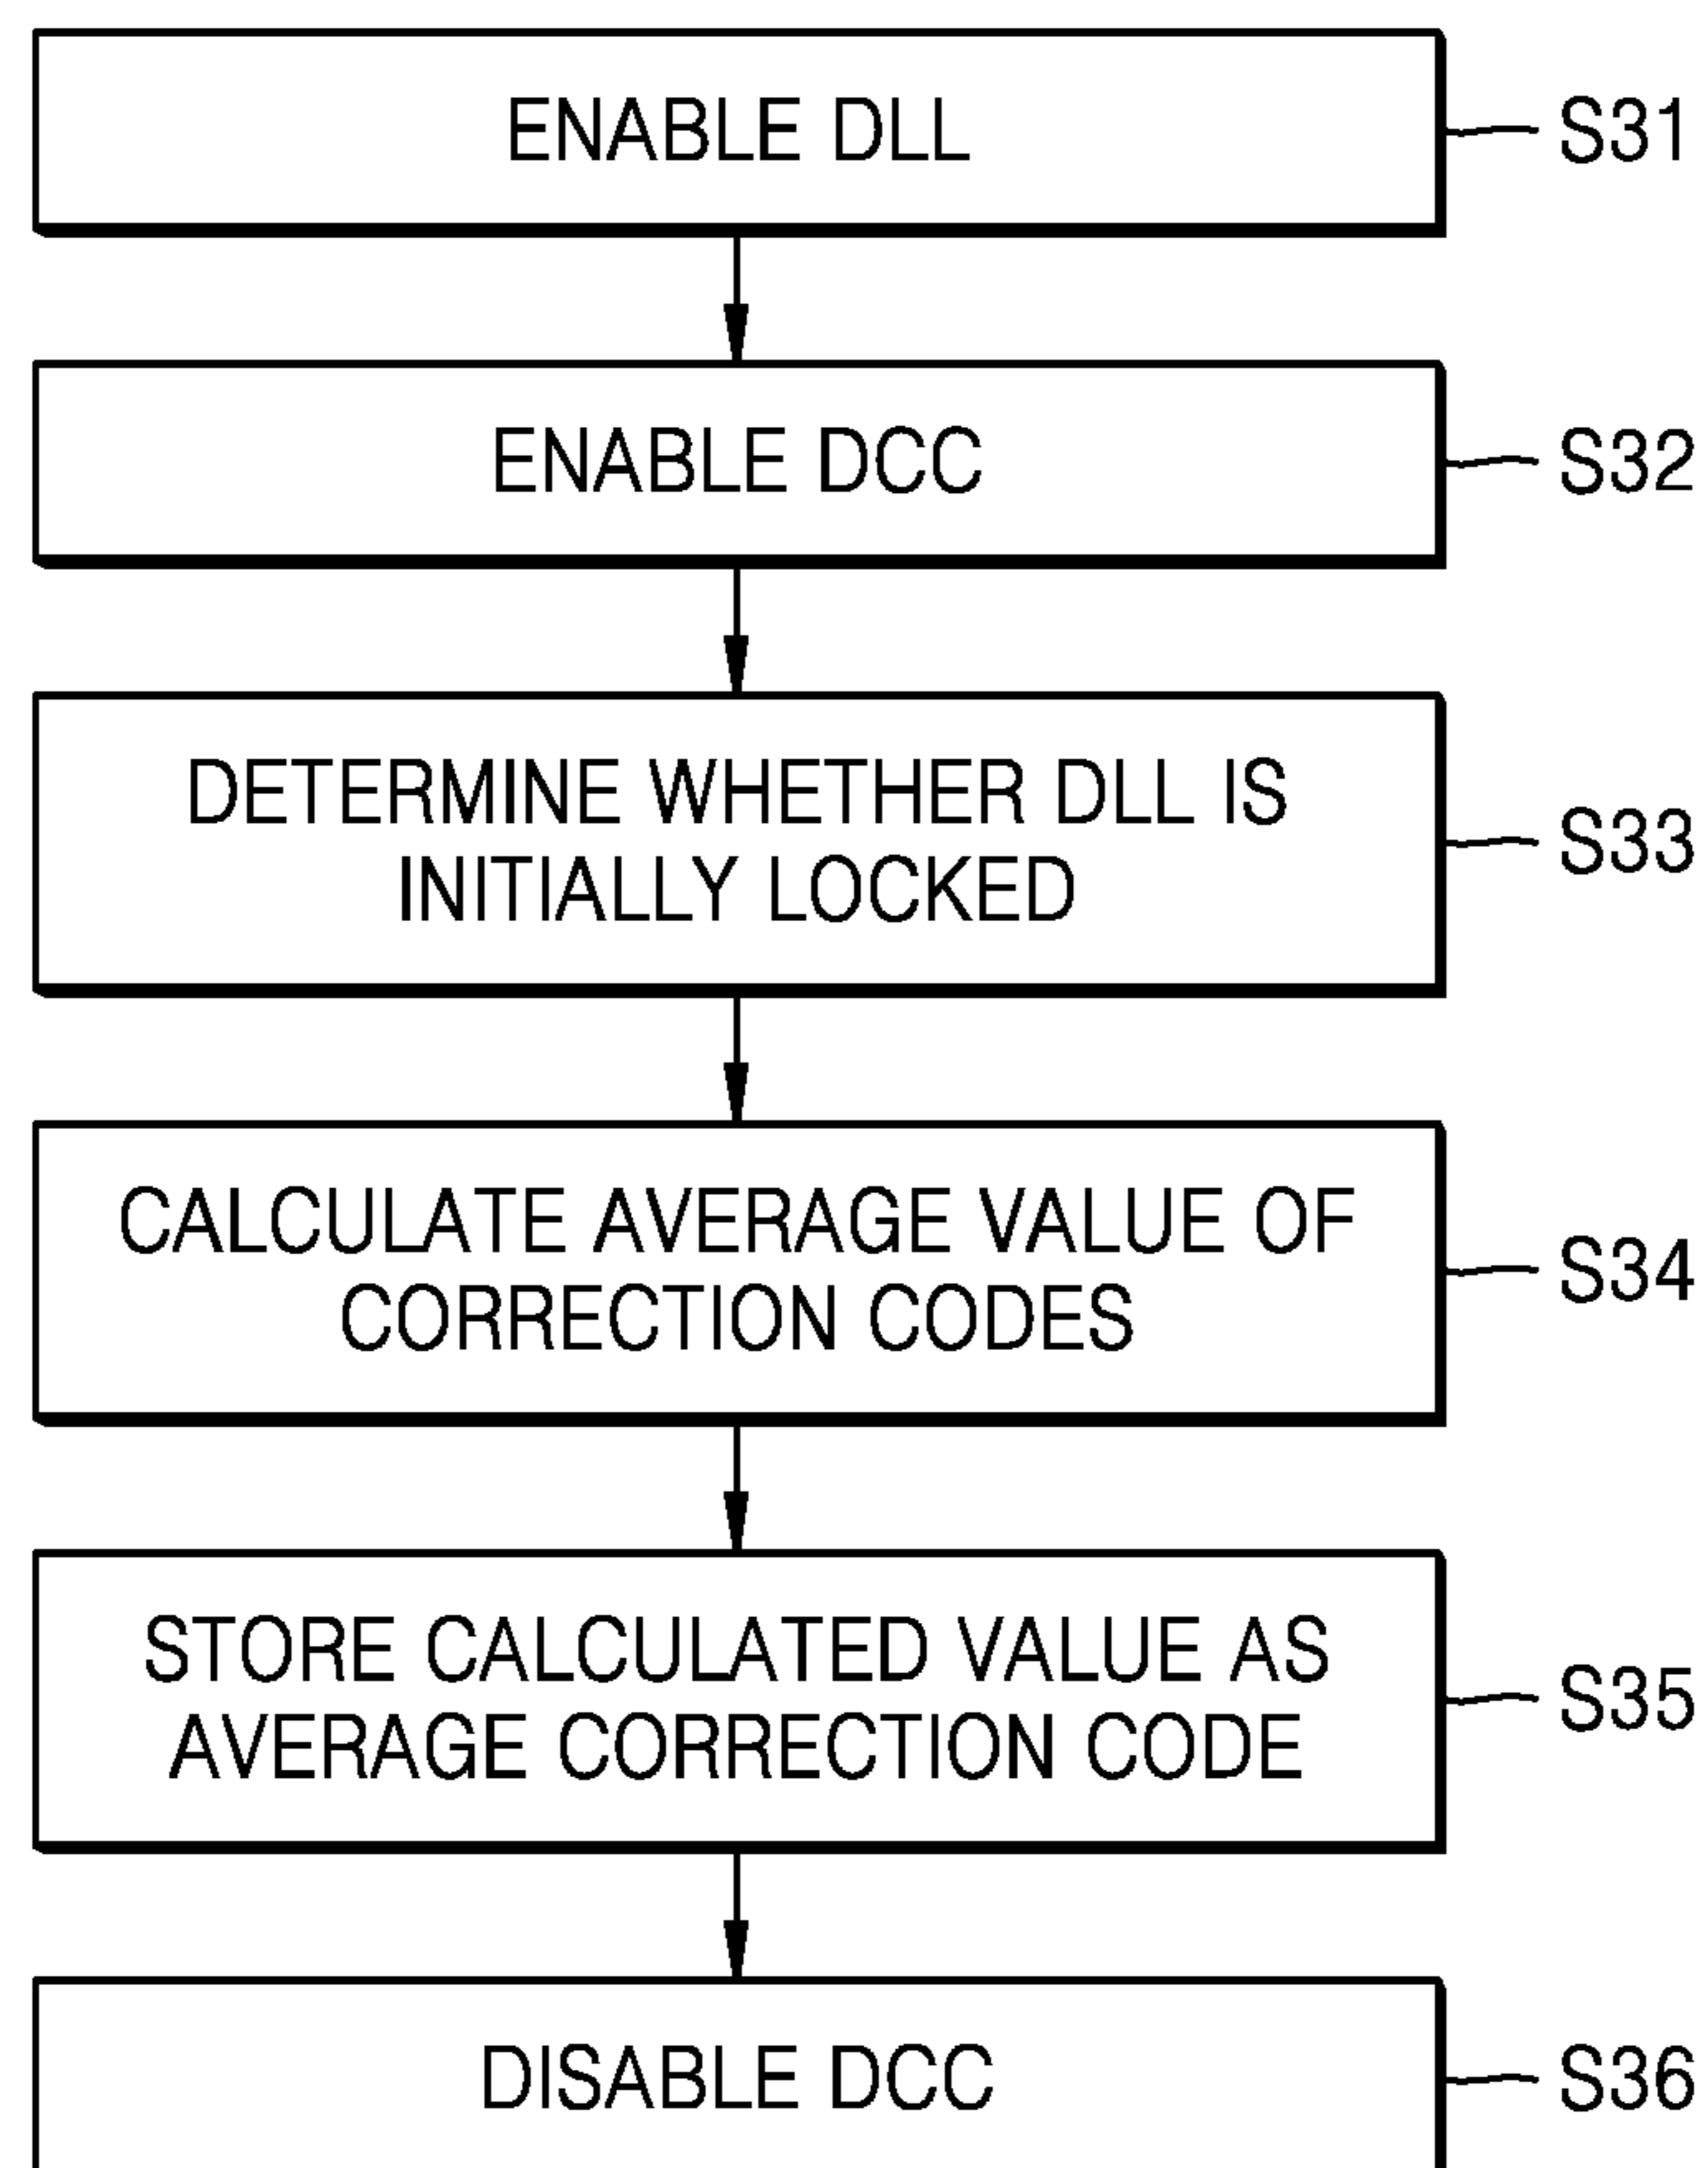 ENABLE DLL
S31
ENABLE DCC
S32
DETERMINE WHETHER DLL IS
INITIALLY LOCKED
S33
CALCULATE AVERAGE VALUE OF
CORRECTION CODES
S34
STORE CALCULATED VALUE AS
AVERAGE CORRECTION CODE
S35
DISABLE DCC
S36